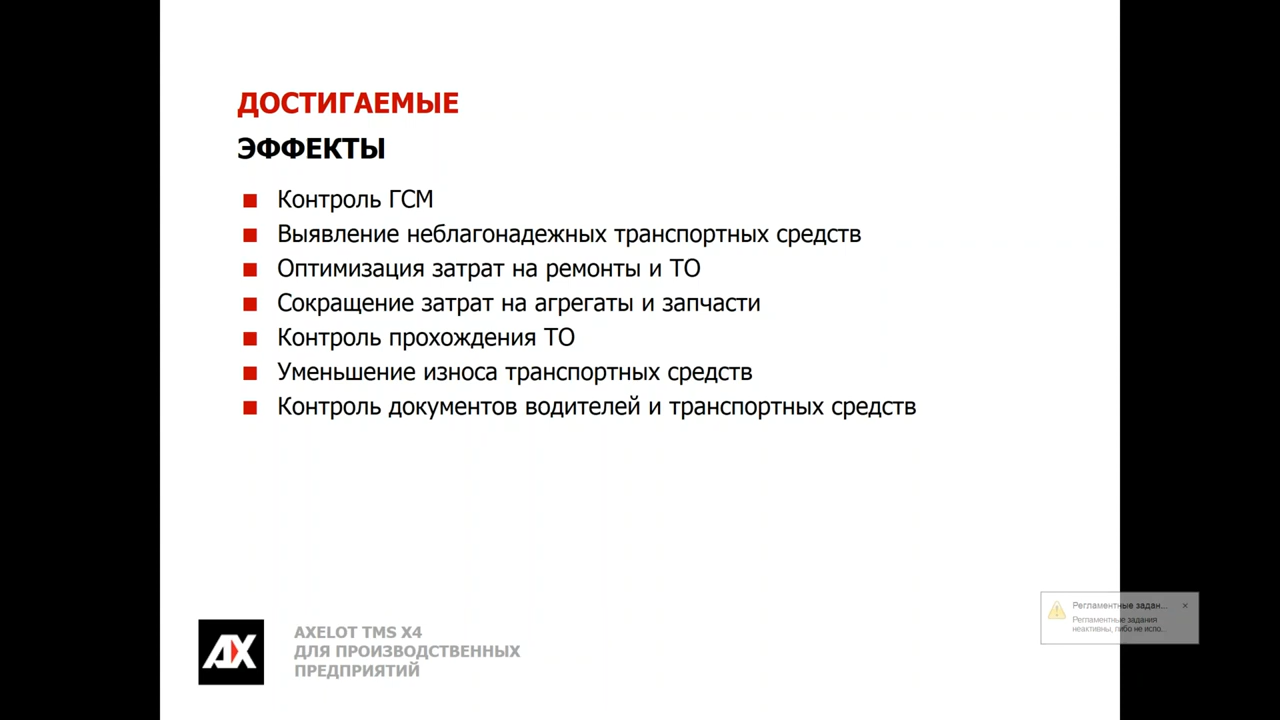 ДОСТИГАЕМЫЕ
ЭФФЕКТЫ
Контроль ГСМ
Выявление неблагонадежных транспортных средств
Оптимизация затрат на ремонты и ТО
Сокращение затрат на агрегаты и запчасти
Контроль прохождения ТО
Уменьшение износа транспортных средств
Контроль документов водителей и транспортных средств
AX
AXELOT TMS X4
ДЛЯ ПРОИЗВОДСТВЕННЫХ
ПРЕДПРИЯТИЙ
Регламентные задан...
Регламентные задания
неактивны, либо не испо...